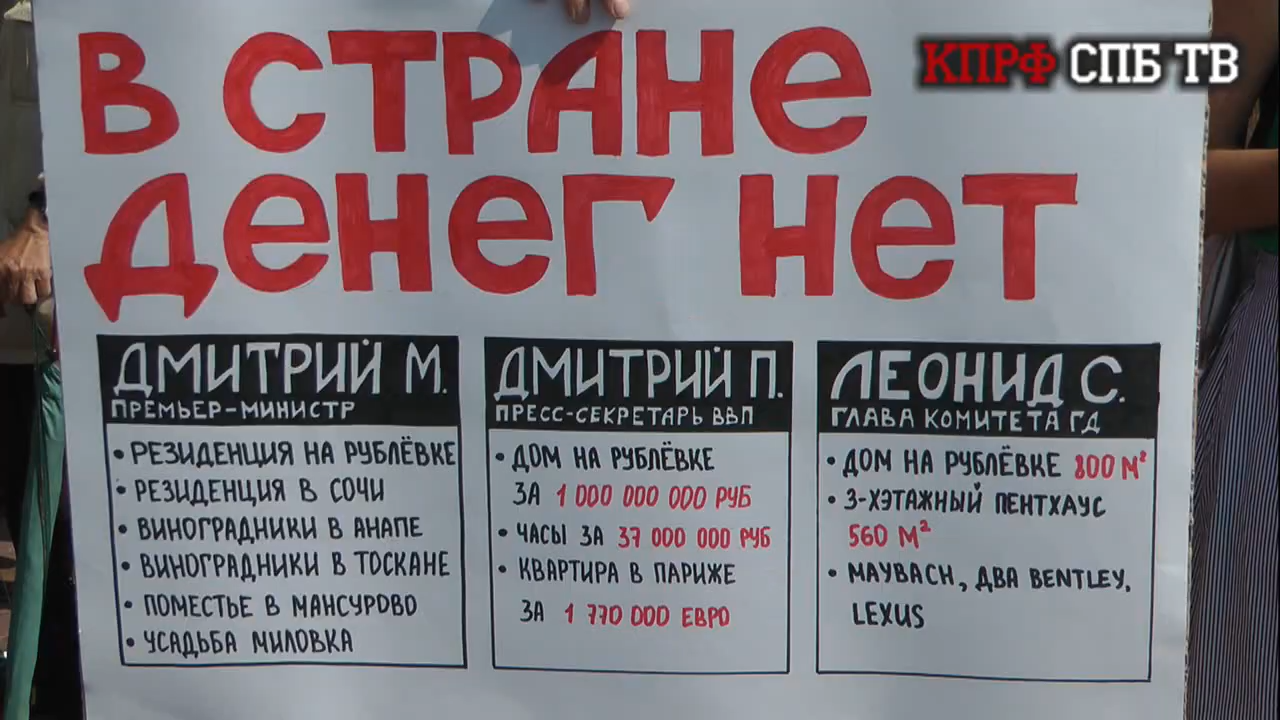 КПРФ СПБ ТВ
В СТРАНЕ
ДЕНЕГ НЕТ
ДМИТРИЙ М.
ПРЕМЬЕР-МИНИСТР
• РЕЗИДЕНЦИЯ НА РУБЛЁВКЕ
• РЕЗИДЕНЦИЯ В СОЧИ
• ВИНОГРАДНИКИ В АНАПЕ
• ВИНОГРАДНИКИ В ТОСКАНЕ
• ПОМЕСТЬЕ В МАНСУРОВО
• УСАДЬБА МИЛОВКА
ДМИТРИЙ П.
ПРЕСС-СЕКРЕТАРЬ ВВП
• ДОМ НА РУБЛЁВКЕ
ЗА 1 000 000 000 РУБ
• ЧАСЫ ЗА 37 000 000 РУБ
• КВАРТИРА В ПАРИЖЕ
ЗА 1 770 000 ЕВРО
ЛЕОНИД С.
ГЛАВА КОМИТЕТА ГД
• ДОМ НА РУБЛЁВКЕ 800 М²
• 3-ХЭТАЖНЫЙ ПЕНТХАУС
560 М²
• MAYBACH, ДВА BENTLEY,
LEXUS